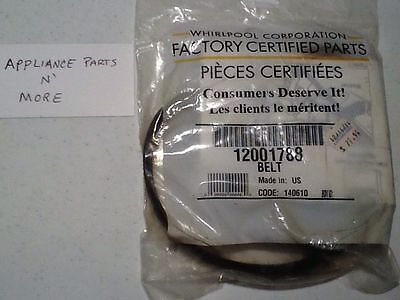 APPLIANCE PARTS
N'
MORE
WHIRLPOOL CORPORATION
FACTORY CERTIFIED PARTS
PIÈCES CERTIFIÉES
Consumers Deserve It!
Les clients le méritent!
12001788
BELT
Made in: US
CODE: 140610